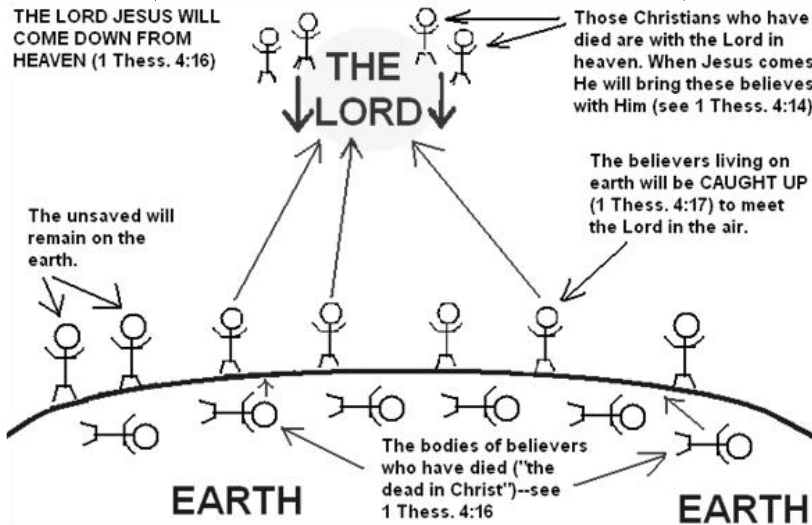 THE LORD JESUS WILL
COME DOWN FROM
HEAVEN (1 Thess. 4:16)
THE
LORD
Those Christians who have
died are with the Lord in
heaven. When Jesus comes
He will bring these believes
with Him (see 1 Thess. 4:14)
The believers living on
earth will be CAUGHT UP
(1 Thess. 4:17) to meet
the Lord in the air.
The unsaved will
remain on the
earth.
The bodies of believers
who have died ("the
dead in Christ")--see
1 Thess. 4:16
EARTH
EARTH